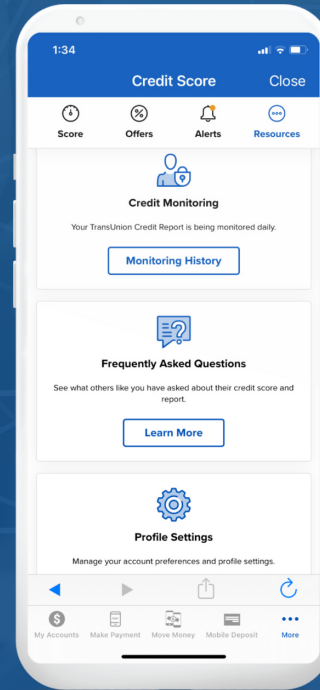 1:34
Credit Score
Close
Score
Offers
Alerts
Resources
Credit Monitoring
Your TransUnion Credit Report is being monitored daily.
Monitoring History
Frequently Asked Questions
See what others like you have asked about their credit score and
report.
Learn More
Profile Settings
Manage your account preferences and profile settings.
My Accounts
Make Payment
Move Money
Mobile Deposit
More